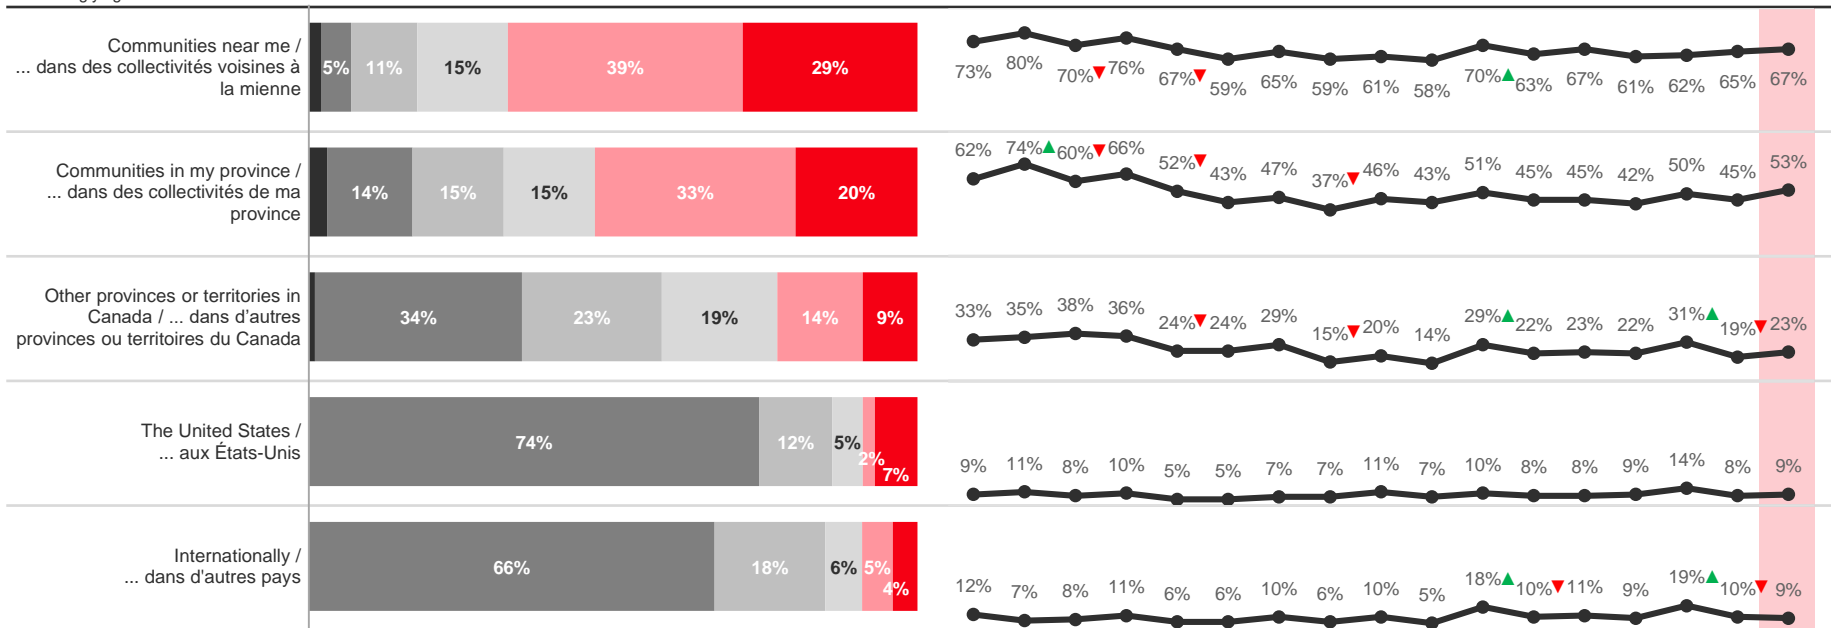 Communities near me /
... dans des collectivités voisines à
la mienne
5% 11% 15% 39% 29%
73% 80% 70% 76% 67% 59% 65% 59% 61% 58% 70% 63% 67% 61% 62% 65% 67%
Communities in my province /
... dans des collectivités de ma
province
14% 15% 15% 33% 20%
62% 74% 60% 66% 52% 43% 47% 37% 46% 43% 51% 45% 45% 42% 50% 45% 53%
Other provinces or territories in
Canada / ... dans d’autres
provinces ou territoires du Canada
34% 23% 19% 14% 9%
33% 35% 38% 36% 24% 24% 29% 15% 20% 14% 29% 22% 23% 22% 31% 19% 23%
The United States /
... aux États-Unis
74% 12% 5% 2% 7%
9% 11% 8% 10% 5% 5% 7% 7% 11% 7% 10% 8% 8% 9% 14% 8% 9%
Internationally /
... dans d'autres pays
66% 18% 6% 5% 4%
12% 7% 8% 11% 6% 6% 10% 6% 10% 5% 18% 10% 11% 9% 19% 10% 9%